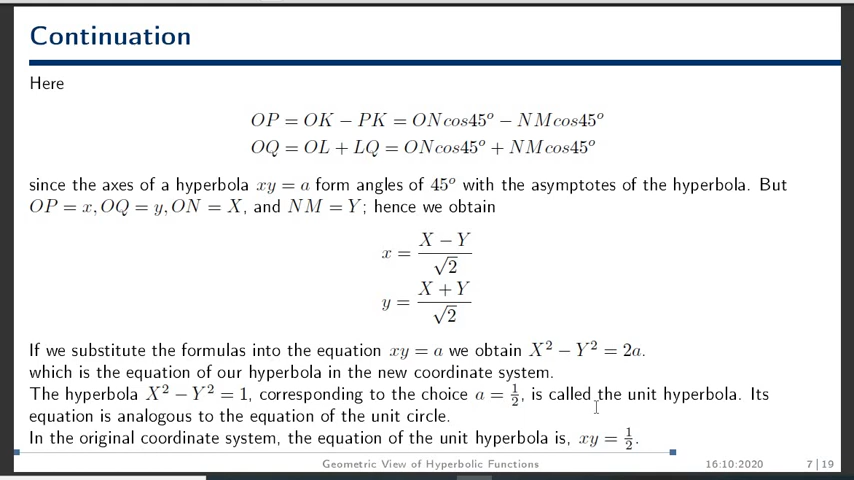 Continuation
Here
OP = OK − PK = ONcos45° − NMcos45°
OQ = OL + LQ = ONcos45° + NMcos45°
since the axes of a hyperbola xy = a form angles of 45° with the asymptotes of the hyperbola. But
OP = x, OQ = y, ON = X, and NM = Y; hence we obtain
x = (X − Y)/√2
y = (X + Y)/√2
If we substitute the formulas into the equation xy = a we obtain X² − Y² = 2a.
which is the equation of our hyperbola in the new coordinate system.
The hyperbola X² − Y² = 1, corresponding to the choice a = 1/2, is called the unit hyperbola. Its
equation is analogous to the equation of the unit circle.
In the original coordinate system, the equation of the unit hyperbola is, xy = 1/2.
Geometric View of Hyperbolic Functions 16:10:2020 7 | 19